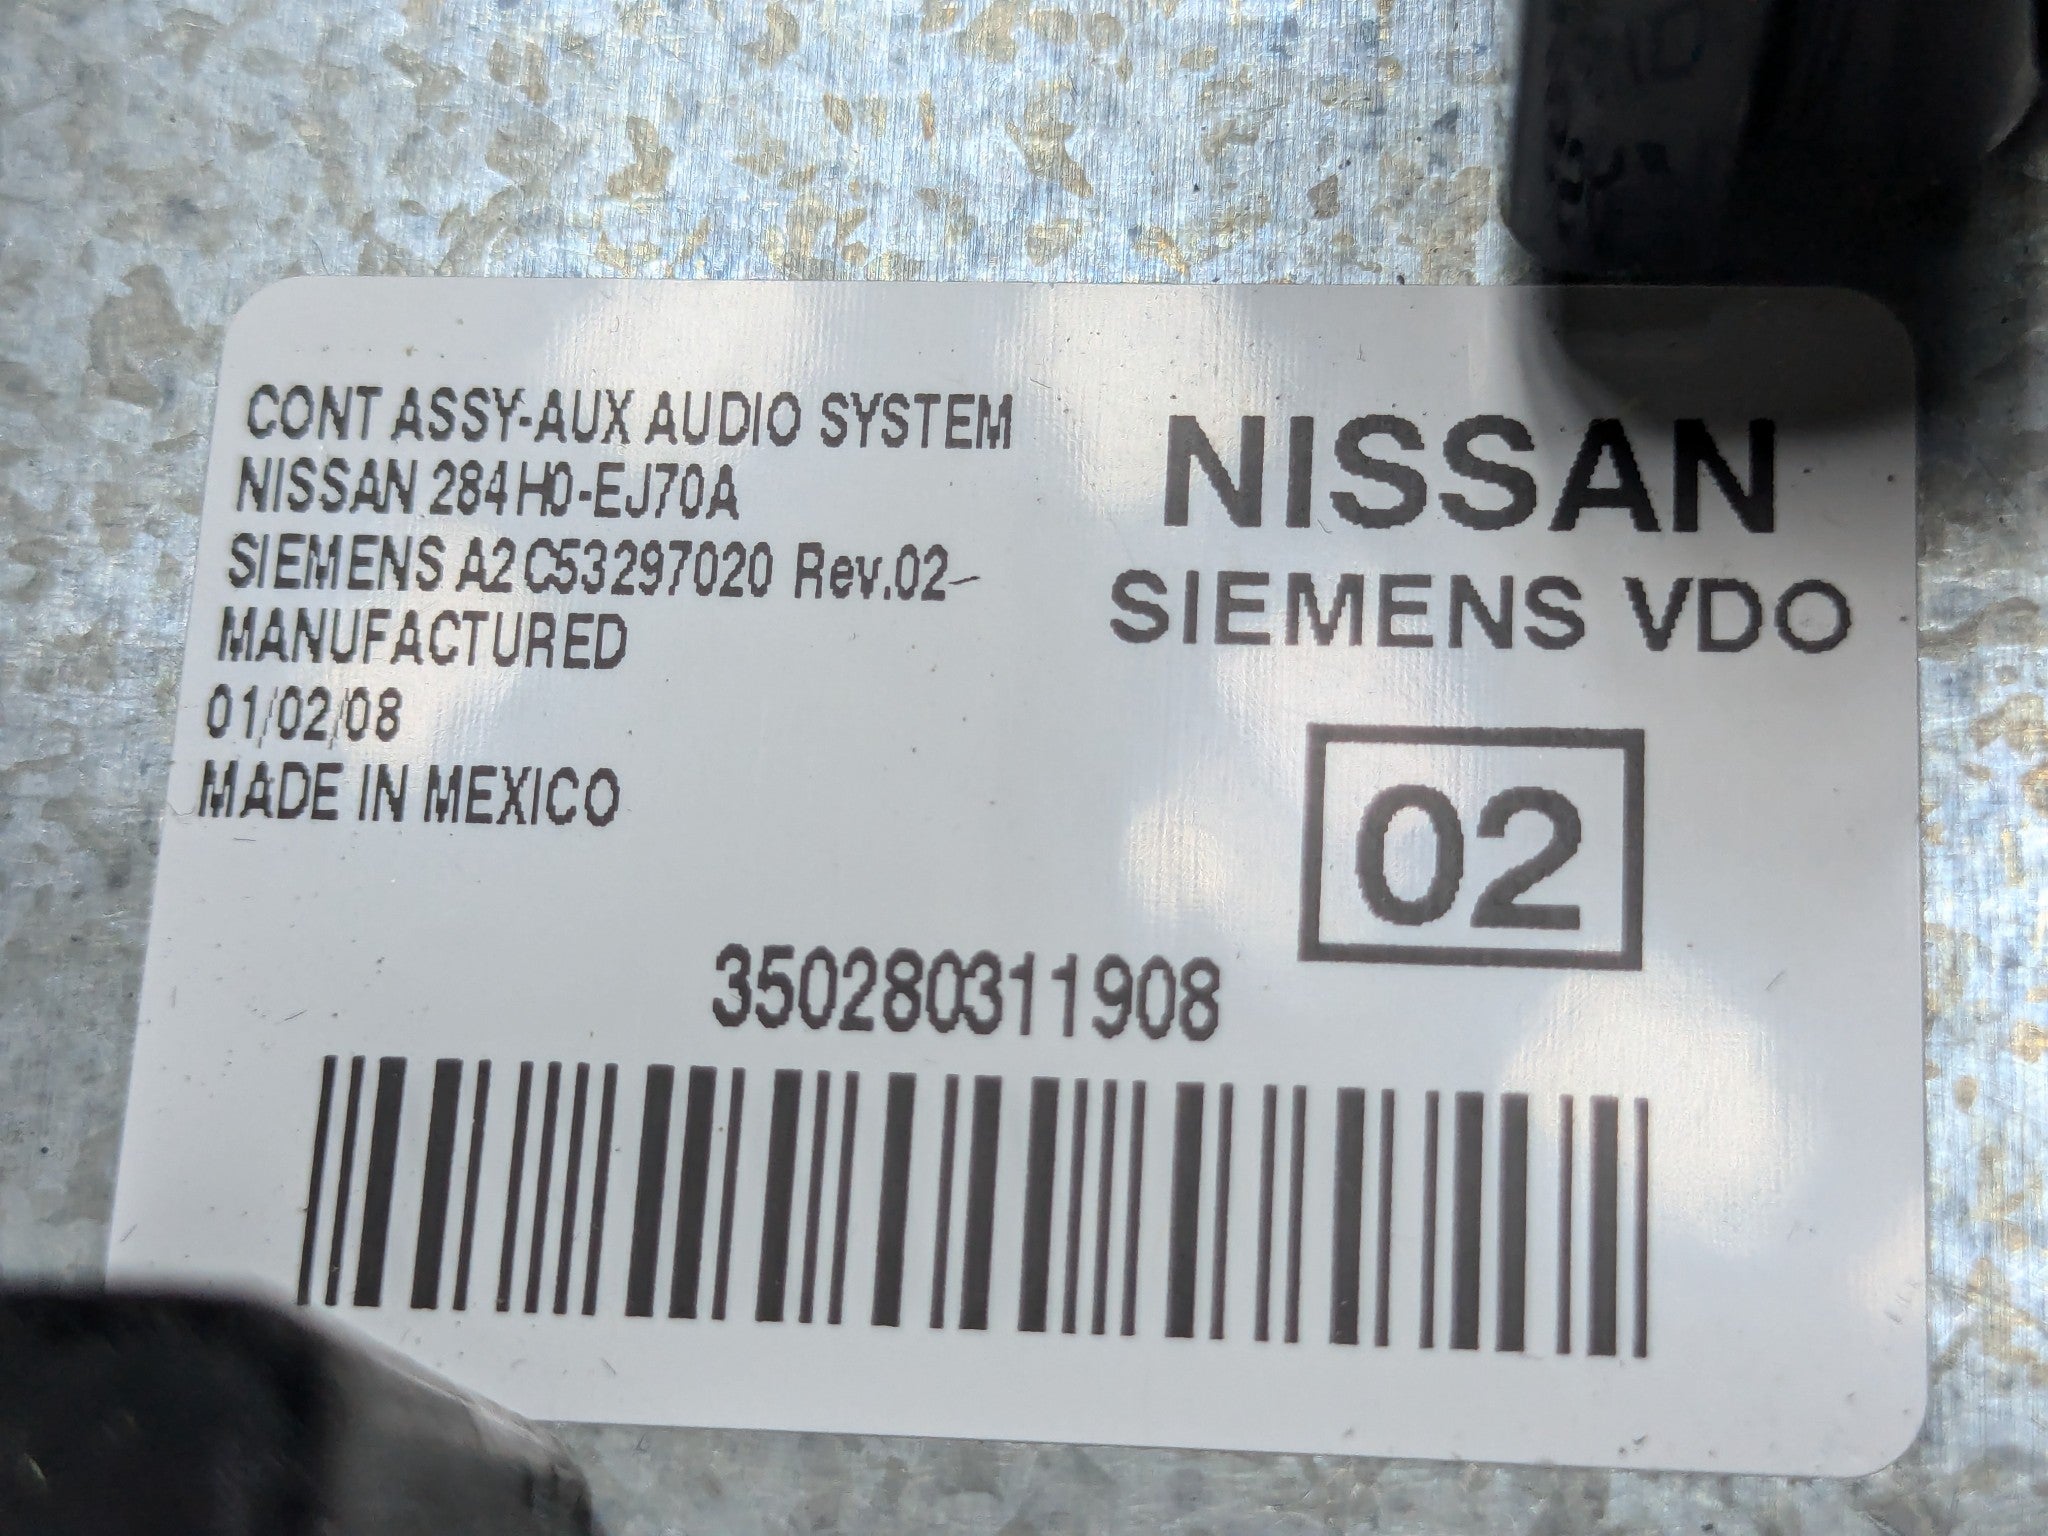 CONT ASSY-AUX AUDIO SYSTEM
NISSAN 284H0-EJ70A
SIEMENS A2C53297020 Rev.02-
MANUFACTURED
01/02/08
MADE IN MEXICO
NISSAN
SIEMENS VDO
02
350280311908